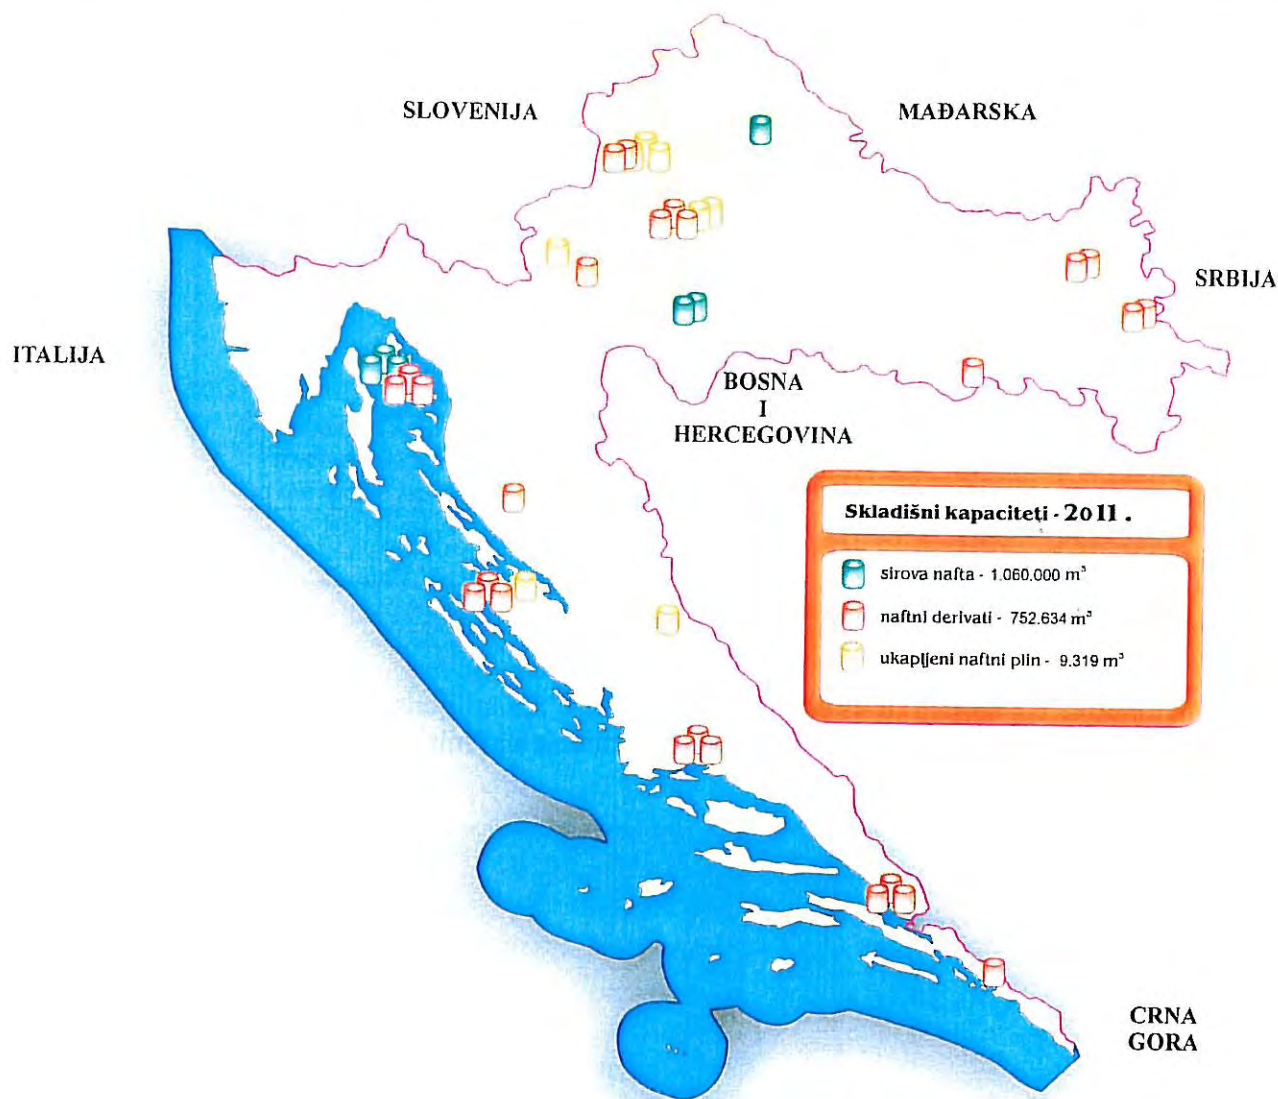 SLOVENIJA
MAĐARSKA
SRBIJA
ITALIJA
BOSNA
I
HERCEGOVINA
Skladišni kapaciteti - 2011 .
sirova nafta - 1.060.000 m³
naftni derivati - 752.634 m³
ukapljeni naftni plin - 9.319 m³
CRNA
GORA